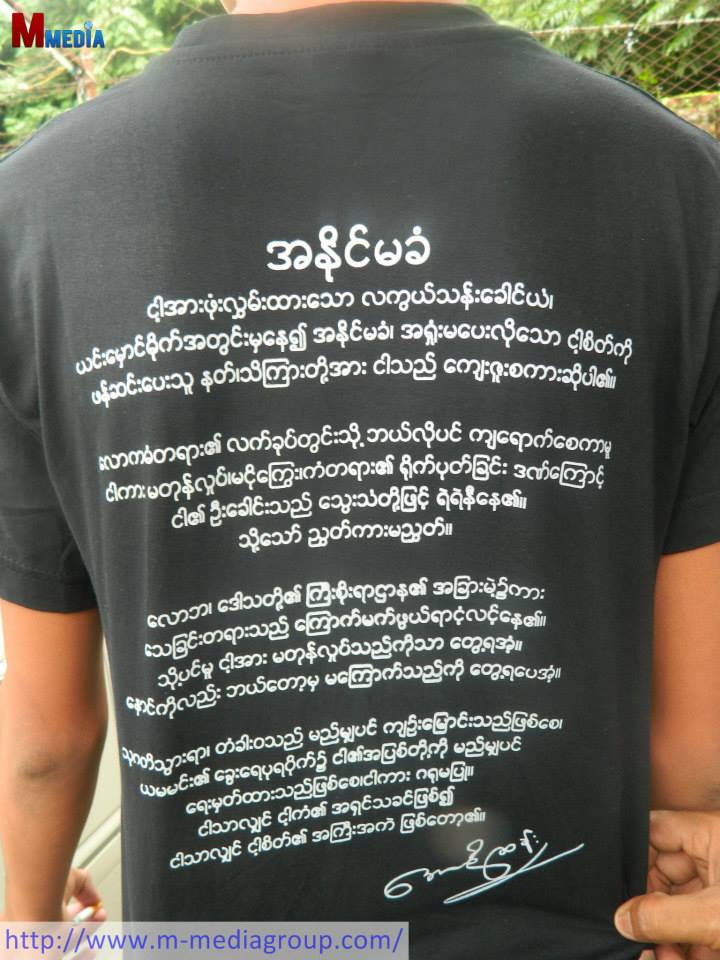 M MEDIA
အနိုင်မခံ
ငါ့အားဖုံးလွှမ်းထားသော လကွယ်သန်းခေါင်ယံ၊
ယင်းမှောင်မိုက်အတွင်းမှနေ၍ အနိုင်မခံ၊ အရှုံးမပေးလိုသော ငါ့စိတ်ကို
ဖန်ဆင်းပေးသူ နတ်၊သိကြားတို့အား ငါသည် ကျေးဇူးစကားဆိုပါ၏။
လောကဓံတရား၏ လက်ခုပ်တွင်းသို့ ဘယ်လိုပင် ကျရောက်စေကာမူ
ငါကား မတုန်လှုပ်၊မငိုကြွေး၊ကံတရား၏ ရိုက်ပုတ်ခြင်း ဒဏ်ကြောင့်
ငါ၏ ဦးခေါင်းသည် သွေးသံတို့ဖြင့် ရဲရဲနီနေ၏။
သို့သော် ညွှတ်ကားမညွှတ်။
လောဘ၊ ဒေါသတို့၏ ကြီးစိုးရာဌာန၏ အခြားမဲ့၌ကား
သေခြင်းတရားသည် ကြောက်မက်ဖွယ်ရာငံ့လင့်နေ၏။
သို့ပင်မူ ငါ့အား မတုန်လှုပ်သည်ကိုသာ တွေ့ရအံ့။
နောင်ကိုလည်း ဘယ်တော့မှ မကြောက်သည်ကို တွေ့ရပေအံ့။
သုဂတိသွားရာ၊ တံခါးဝသည် မည်မျှပင် ကျဉ်းမြောင်းသည်ဖြစ်စေ၊
ယမမင်း၏ ခွေးရေပုရပိုက်၌ ငါ၏အပြစ်တို့ကို မည်မျှပင်
ရေးမှတ်ထားသည်ဖြစ်စေ၊ငါကား ဂရုမပြု။
ငါသာလျှင် ငါ့ကံ၏ အရှင်သခင်ဖြစ်၍
ငါသာလျှင် ငါ့စိတ်၏ အကြီးအကဲ ဖြစ်တော့၏။
http://www.m-mediagroup.com/